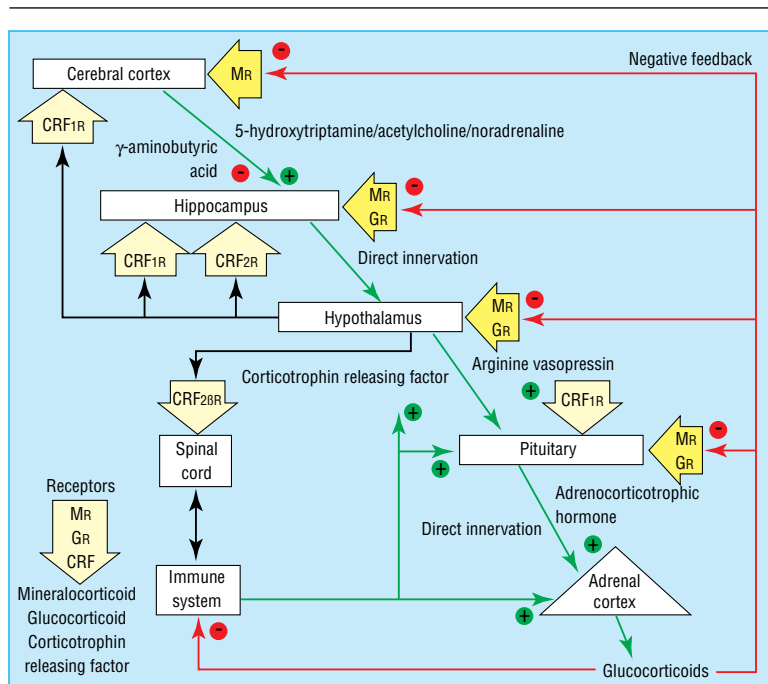 Negative feedback
Cerebral cortex
MR
CRF1R
5-hydroxytriptamine/acetylcholine/noradrenaline
γ-aminobutyric
acid
Hippocampus
MR
GR
CRF1R
CRF2R
Direct innervation
Hypothalamus
MR
GR
Arginine vasopressin
Corticotrophin releasing factor
CRF2βR
CRF1R
Spinal
cord
Pituitary
MR
GR
Receptors
MR
GR
CRF
Mineralocorticoid
Glucocorticoid
Corticotrophin
releasing factor
Adrenocorticotrophic
hormone
Direct innervation
Immune
system
Adrenal
cortex
Glucocorticoids